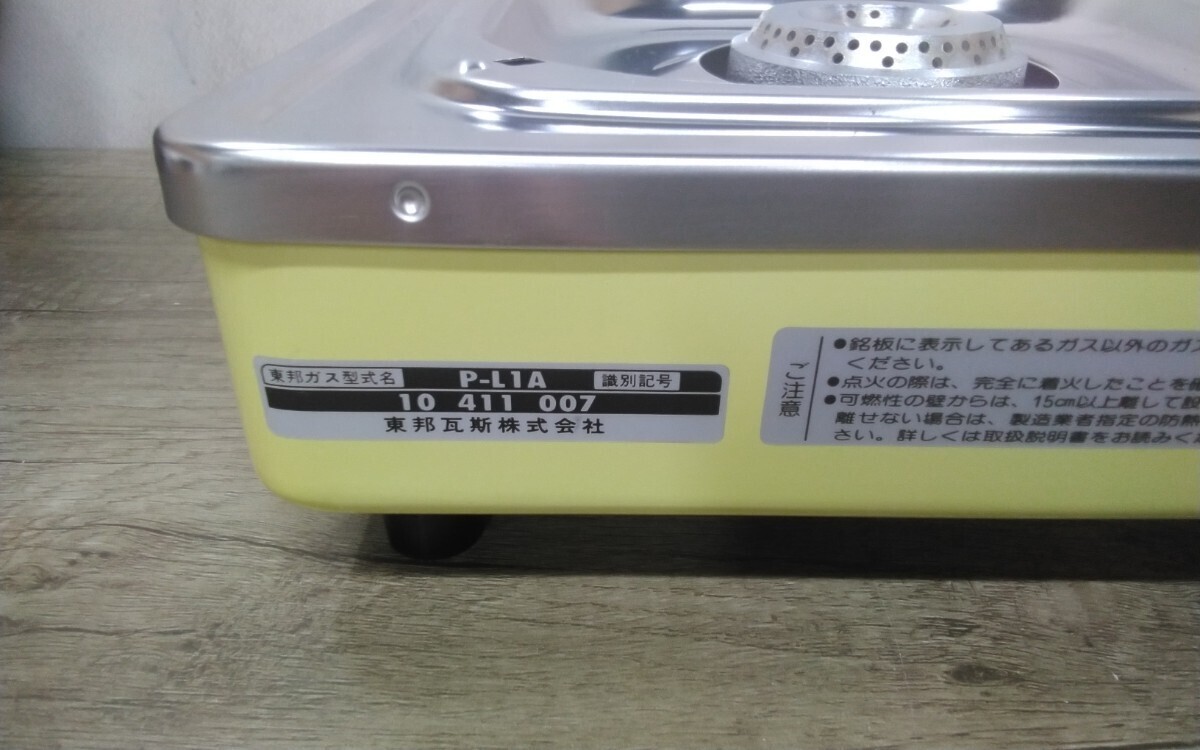 東邦ガス型式名 P-L1A 識別記号
10 411 007
東邦瓦斯株式会社
ご注意
●銘板に表示してあるガス以外のガス
ください。
●点火の際は、完全に着火したことを確
●可燃性の壁からは、15cm以上離して設
離せない場合は、製造業者指定の防熱
さい。詳しくは取扱説明書をお読みくだ